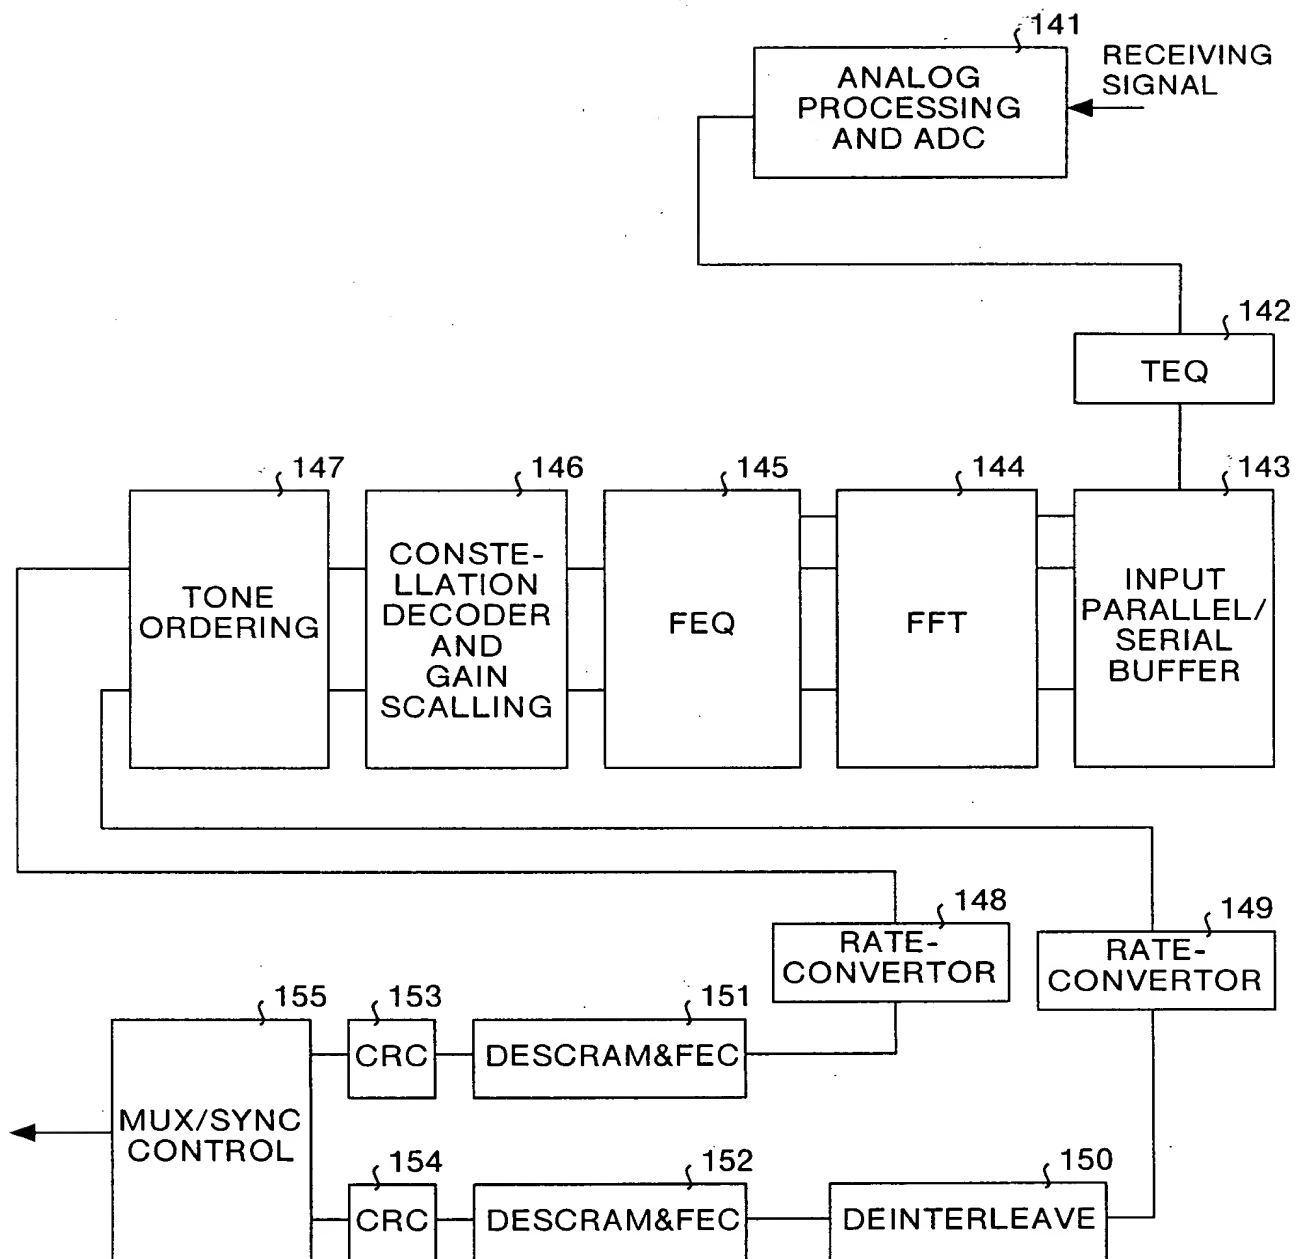 141
RECEIVING
SIGNAL
ANALOG
PROCESSING
AND ADC
142
TEQ
147
146
145
144
143
TONE
ORDERING
CONSTE-
LLATION
DECODER
AND
GAIN
SCALLING
FEQ
FFT
INPUT
PARALLEL/
SERIAL
BUFFER
148
RATE-
CONVERTOR
149
RATE-
CONVERTOR
155
153
151
MUX/SYNC
CONTROL
CRC
DESCRAM&FEC
154
152
150
CRC
DESCRAM&FEC
DEINTERLEAVE